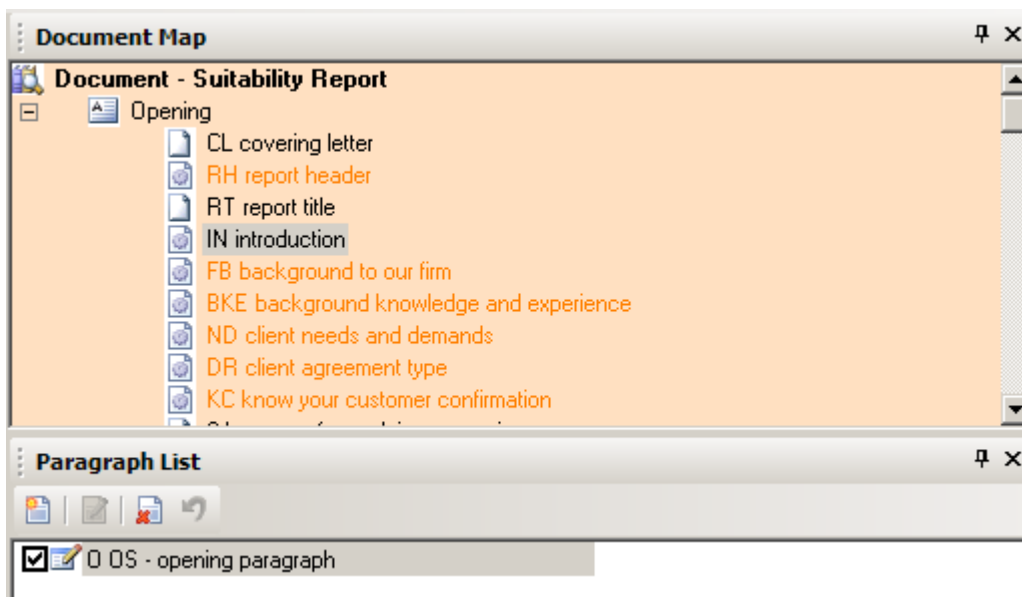 Document Map
Document - Suitability Report
Opening
CL covering letter
RH report header
RT report title
IN introduction
FB background to our firm
BKE background knowledge and experience
ND client needs and demands
DR client agreement type
KC know your customer confirmation
Paragraph List
O OS - opening paragraph